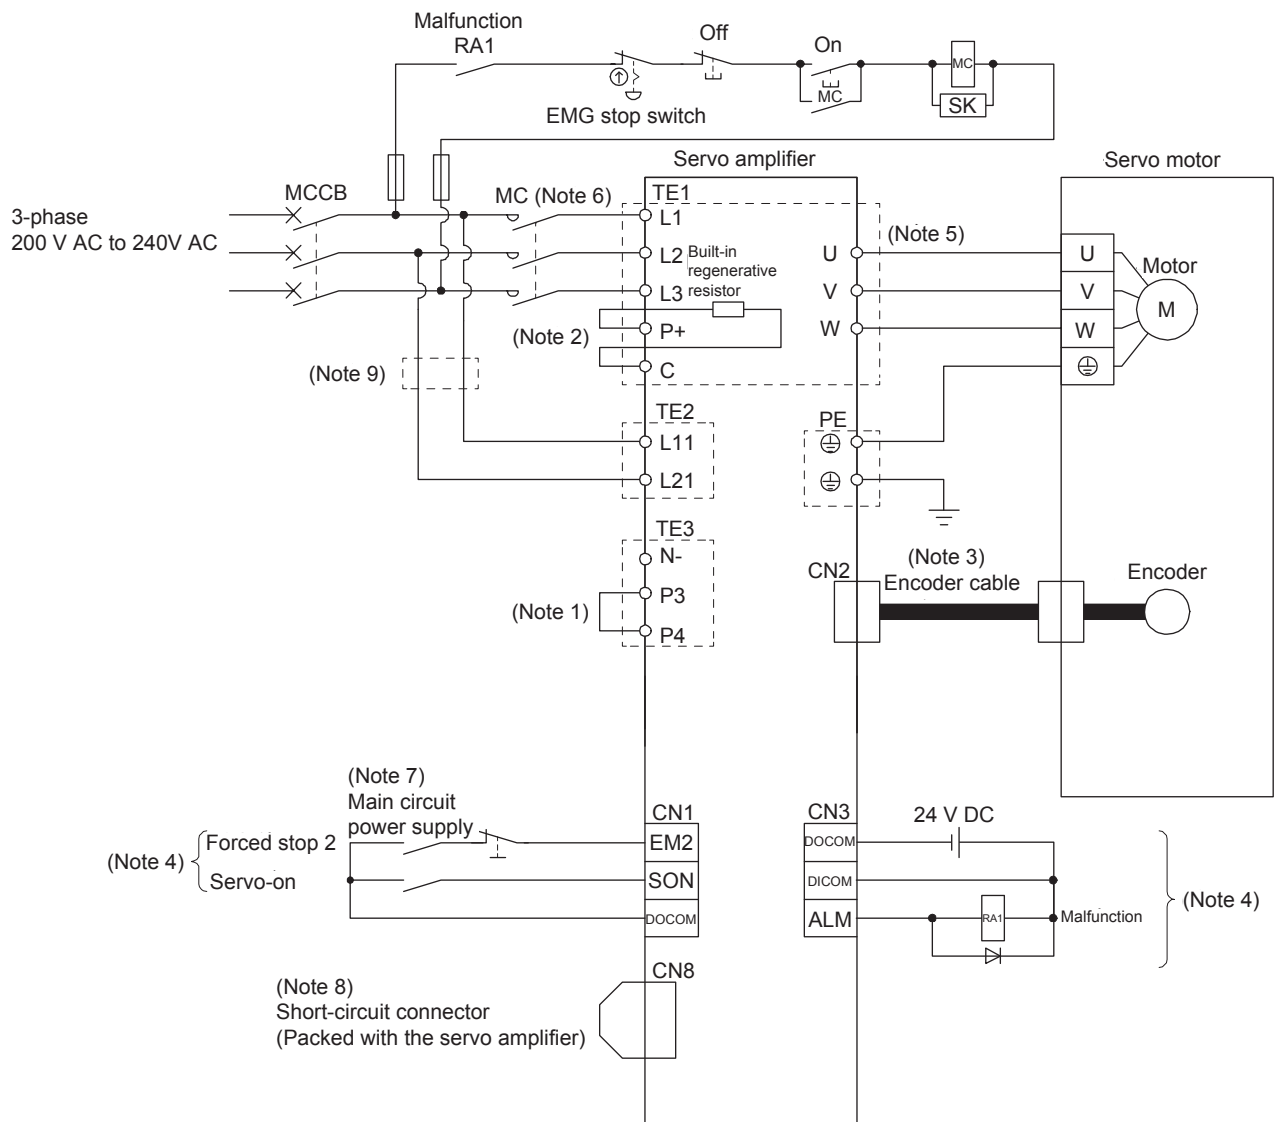 Malfunction
RA1
Off
On
MC
MC
SK
EMG stop switch
Servo amplifier
Servo motor
MCCB
MC (Note 6)
TE1
3-phase
200 V AC to 240V AC
L1
L2
Built-in
regenerative
resistor
L3
(Note 2)
P+
C
U
V
W
(Note 5)
U
V
W
Motor
M
(Note 9)
TE2
L11
L21
PE
TE3
N-
P3
P4
(Note 1)
CN2
(Note 3)
Encoder cable
Encoder
(Note 7)
Main circuit
power supply
(Note 4)
Forced stop 2
Servo-on
CN1
EM2
SON
DOCOM
CN3
DOCOM
DICOM
ALM
24 V DC
RA1
Malfunction
(Note 4)
CN8
(Note 8)
Short-circuit connector
(Packed with the servo amplifier)